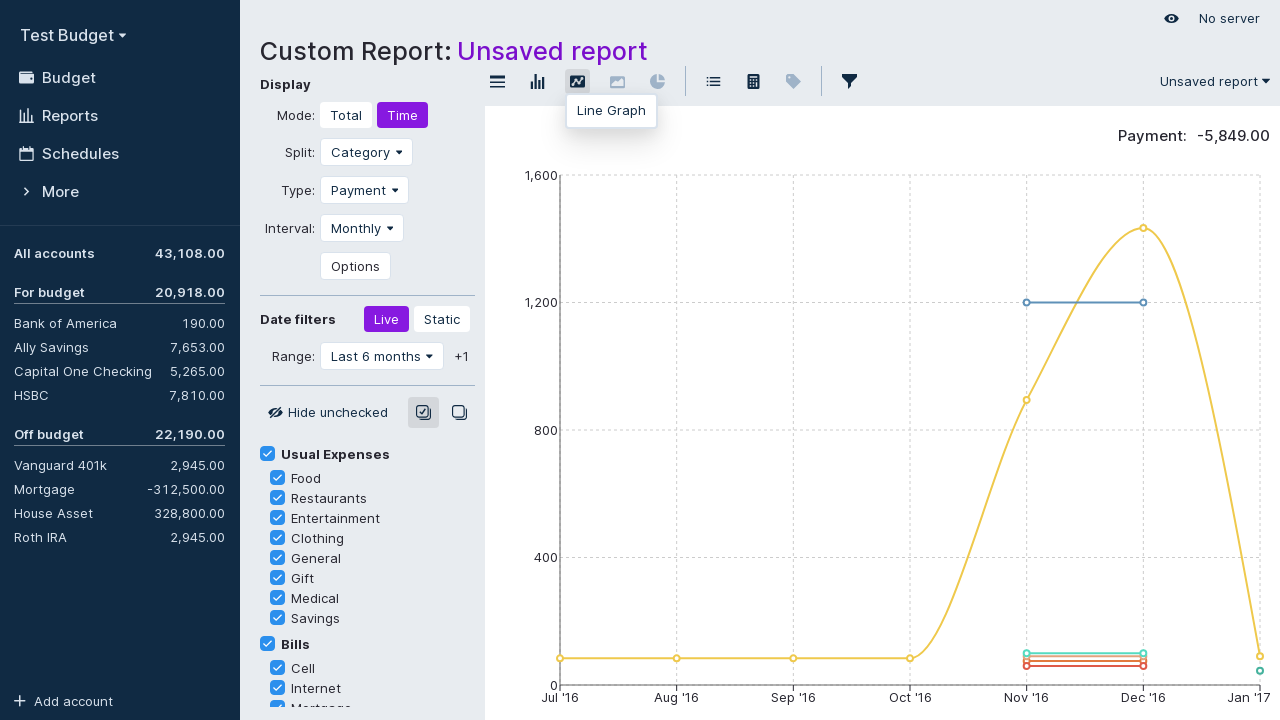 Test Budget
Budget
Reports
Schedules
More
All accounts 43,108.00
For budget 20,918.00
Bank of America 190.00
Ally Savings 7,653.00
Capital One Checking 5,265.00
HSBC 7,810.00
Off budget 22,190.00
Vanguard 401k 2,945.00
Mortgage -312,500.00
House Asset 328,800.00
Roth IRA 2,945.00
Add account
No server
Custom Report: Unsaved report
Display
Mode: Total Time
Split: Category
Type: Payment
Interval: Monthly
Options
Date filters Live Static
Range: Last 6 months +1
Hide unchecked
Usual Expenses
Food
Restaurants
Entertainment
Clothing
General
Gift
Medical
Savings
Bills
Cell
Internet
Mortgage
Unsaved report
Line Graph
Payment: -5,849.00
1,600
1,200
800
400
0
Jul '16 Aug '16 Sep '16 Oct '16 Nov '16 Dec '16 Jan '17